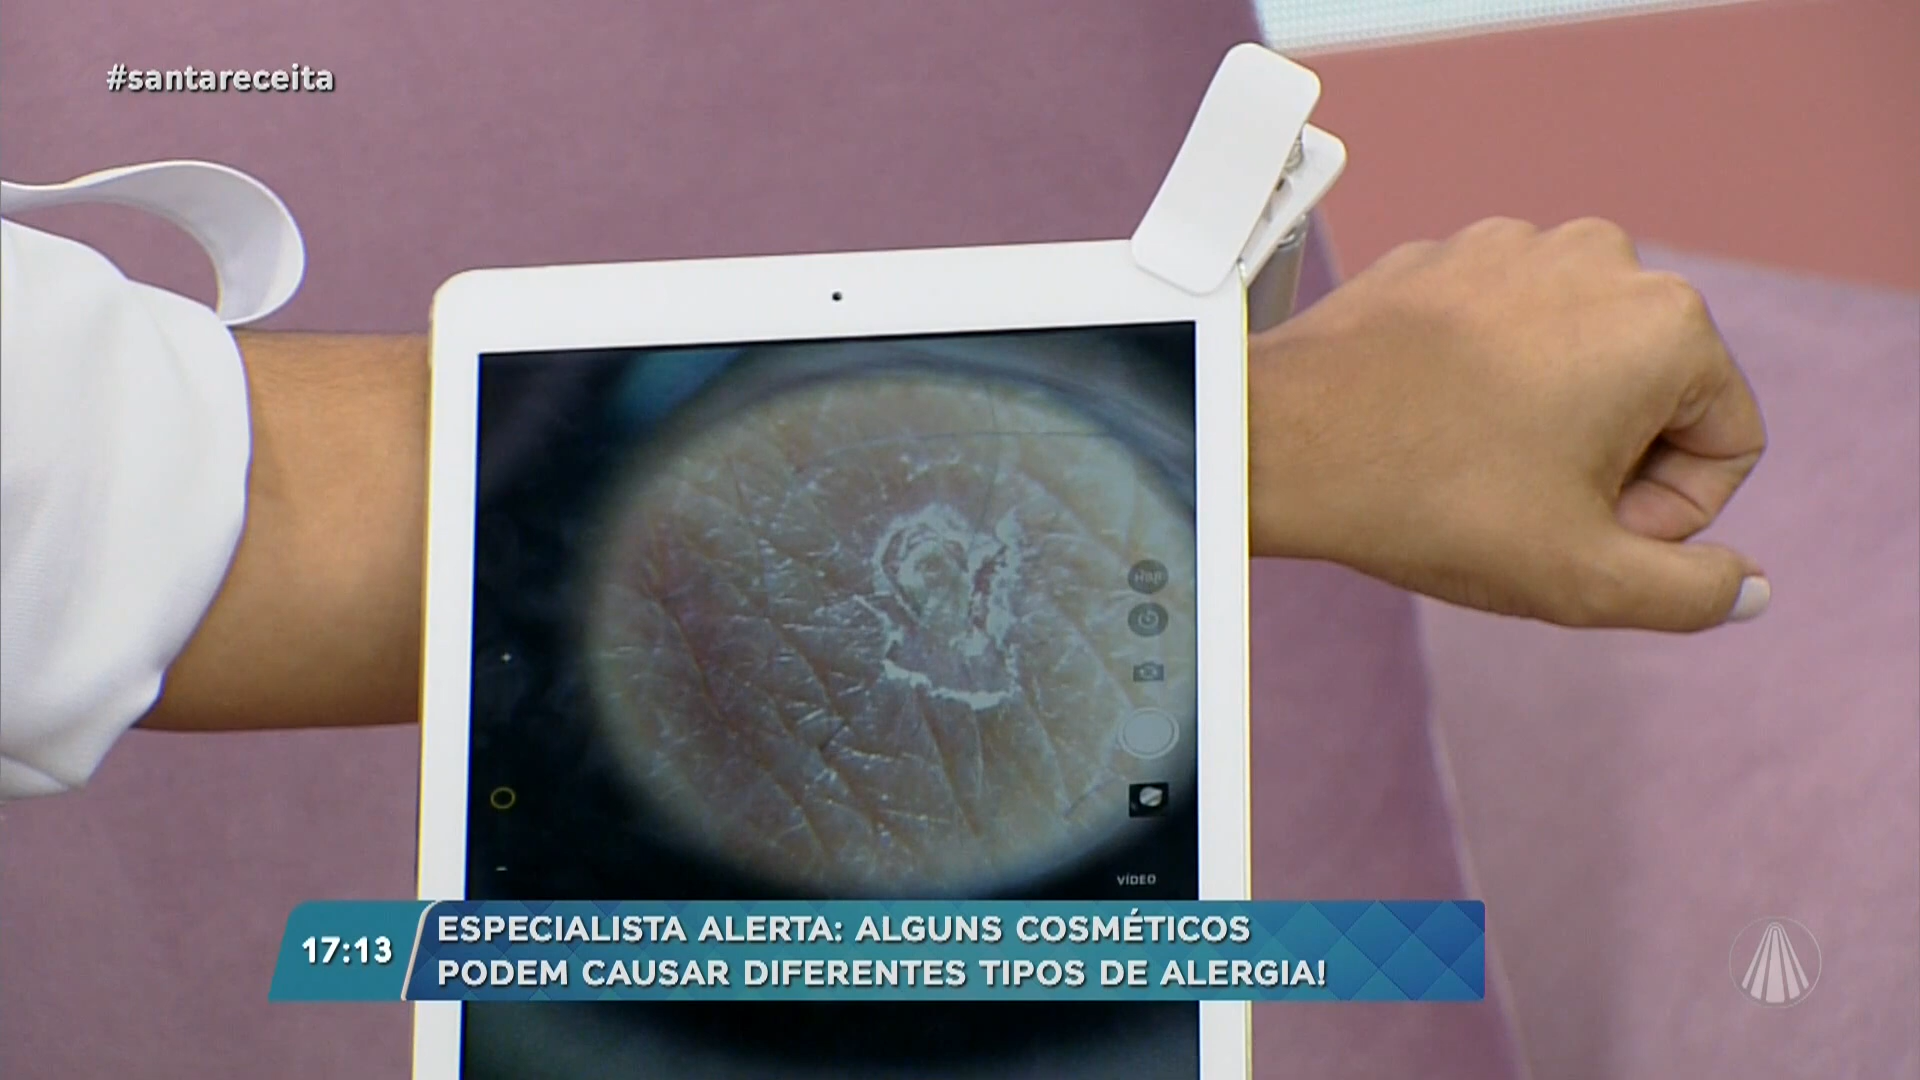 #santareceita
VÍDEO
17:13
ESPECIALISTA ALERTA: ALGUNS COSMÉTICOS
PODEM CAUSAR DIFERENTES TIPOS DE ALERGIA!